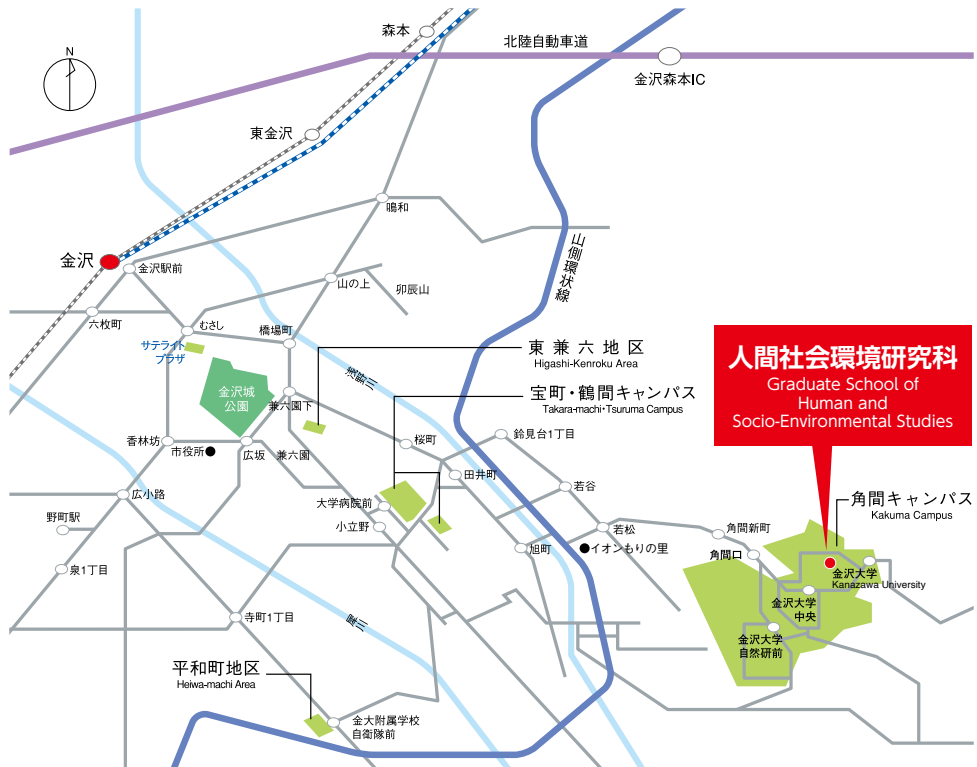 森本
北陸自動車道
金沢森本IC
N
東金沢
鳴和
金沢
金沢駅前
山側環状線
山の上
卯辰山
六枚町
むさし
橋場町
サテライト
プラザ
東兼六地区
Higashi-Kenroku Area
人間社会環境研究科
Graduate School of
Human and
Socio-Environmental Studies
浅野川
金沢城
公園
兼六園下
宝町・鶴間キャンパス
Takara-machi・Tsuruma Campus
香林坊
市役所
広坂
兼六園
桜町
鈴見台1丁目
田井町
広小路
大学病院前
若谷
角間キャンパス
Kakuma Campus
野町駅
小立野
若松
角間新町
旭町
イオンもりの里
角間口
泉1丁目
金沢大学
Kanazawa University
金沢大学
中央
寺町1丁目
犀川
金沢大学
自然研前
平和町地区
Heiwa-machi Area
金大附属学校
自衛隊前